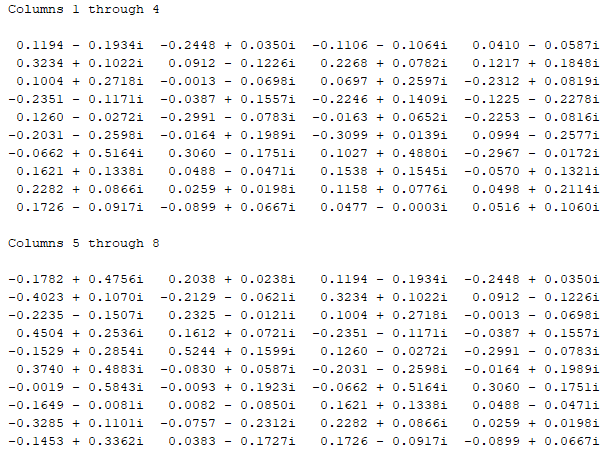 Columns 1 through 4
0.1194 - 0.1934i  -0.2448 + 0.0350i  -0.1106 - 0.1064i   0.0410 - 0.0587i
0.3234 + 0.1022i   0.0912 - 0.1226i   0.2268 + 0.0782i   0.1217 + 0.1848i
0.1004 + 0.2718i  -0.0013 - 0.0698i   0.0697 + 0.2597i  -0.2312 + 0.0819i
-0.2351 - 0.1171i  -0.0387 + 0.1557i  -0.2246 + 0.1409i  -0.1225 - 0.2278i
0.1260 - 0.0272i  -0.2991 - 0.0783i  -0.0163 + 0.0652i  -0.2253 - 0.0816i
-0.2031 - 0.2598i  -0.0164 + 0.1989i  -0.3099 + 0.0139i   0.0994 - 0.2577i
-0.0662 + 0.5164i   0.3060 - 0.1751i   0.1027 + 0.4880i  -0.2967 - 0.0172i
0.1621 + 0.1338i   0.0488 - 0.0471i   0.1538 + 0.1545i  -0.0570 + 0.1321i
0.2282 + 0.0866i   0.0259 + 0.0198i   0.1158 + 0.0776i   0.0498 + 0.2114i
0.1726 - 0.0917i  -0.0899 + 0.0667i   0.0477 - 0.0003i   0.0516 + 0.1060i
Columns 5 through 8
-0.1782 + 0.4756i   0.2038 + 0.0238i   0.1194 - 0.1934i  -0.2448 + 0.0350i
-0.4023 + 0.1070i  -0.2129 - 0.0621i   0.3234 + 0.1022i   0.0912 - 0.1226i
-0.2235 - 0.1507i   0.2325 - 0.0121i   0.1004 + 0.2718i  -0.0013 - 0.0698i
0.4504 + 0.2536i   0.1612 + 0.0721i  -0.2351 - 0.1171i  -0.0387 + 0.1557i
-0.1529 + 0.2854i   0.5244 + 0.1599i   0.1260 - 0.0272i  -0.2991 - 0.0783i
0.3740 + 0.4883i  -0.0830 + 0.0587i  -0.2031 - 0.2598i  -0.0164 + 0.1989i
-0.0019 - 0.5843i  -0.0093 + 0.1923i  -0.0662 + 0.5164i   0.3060 - 0.1751i
-0.1649 - 0.0081i   0.0082 - 0.0850i   0.1621 + 0.1338i   0.0488 - 0.0471i
-0.3285 + 0.1101i  -0.0757 - 0.2312i   0.2282 + 0.0866i   0.0259 + 0.0198i
-0.1453 + 0.3362i   0.0383 - 0.1727i   0.1726 - 0.0917i  -0.0899 + 0.0667i